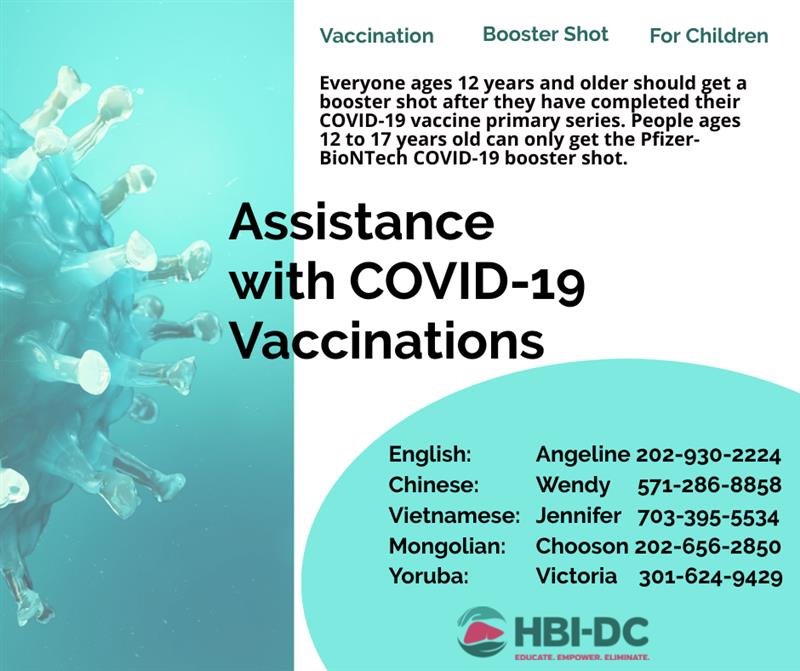 Vaccination Booster Shot For Children
Everyone ages 12 years and older should get a
booster shot after they have completed their
COVID-19 vaccine primary series. People ages
12 to 17 years old can only get the Pfizer-
BioNTech COVID-19 booster shot.
Assistance
with COVID-19
Vaccinations
English: Angeline 202-930-2224
Chinese: Wendy 571-286-8858
Vietnamese: Jennifer 703-395-5534
Mongolian: Chooson 202-656-2850
Yoruba: Victoria 301-624-9429
HBI-DC
EDUCATE. EMPOWER. ELIMINATE.